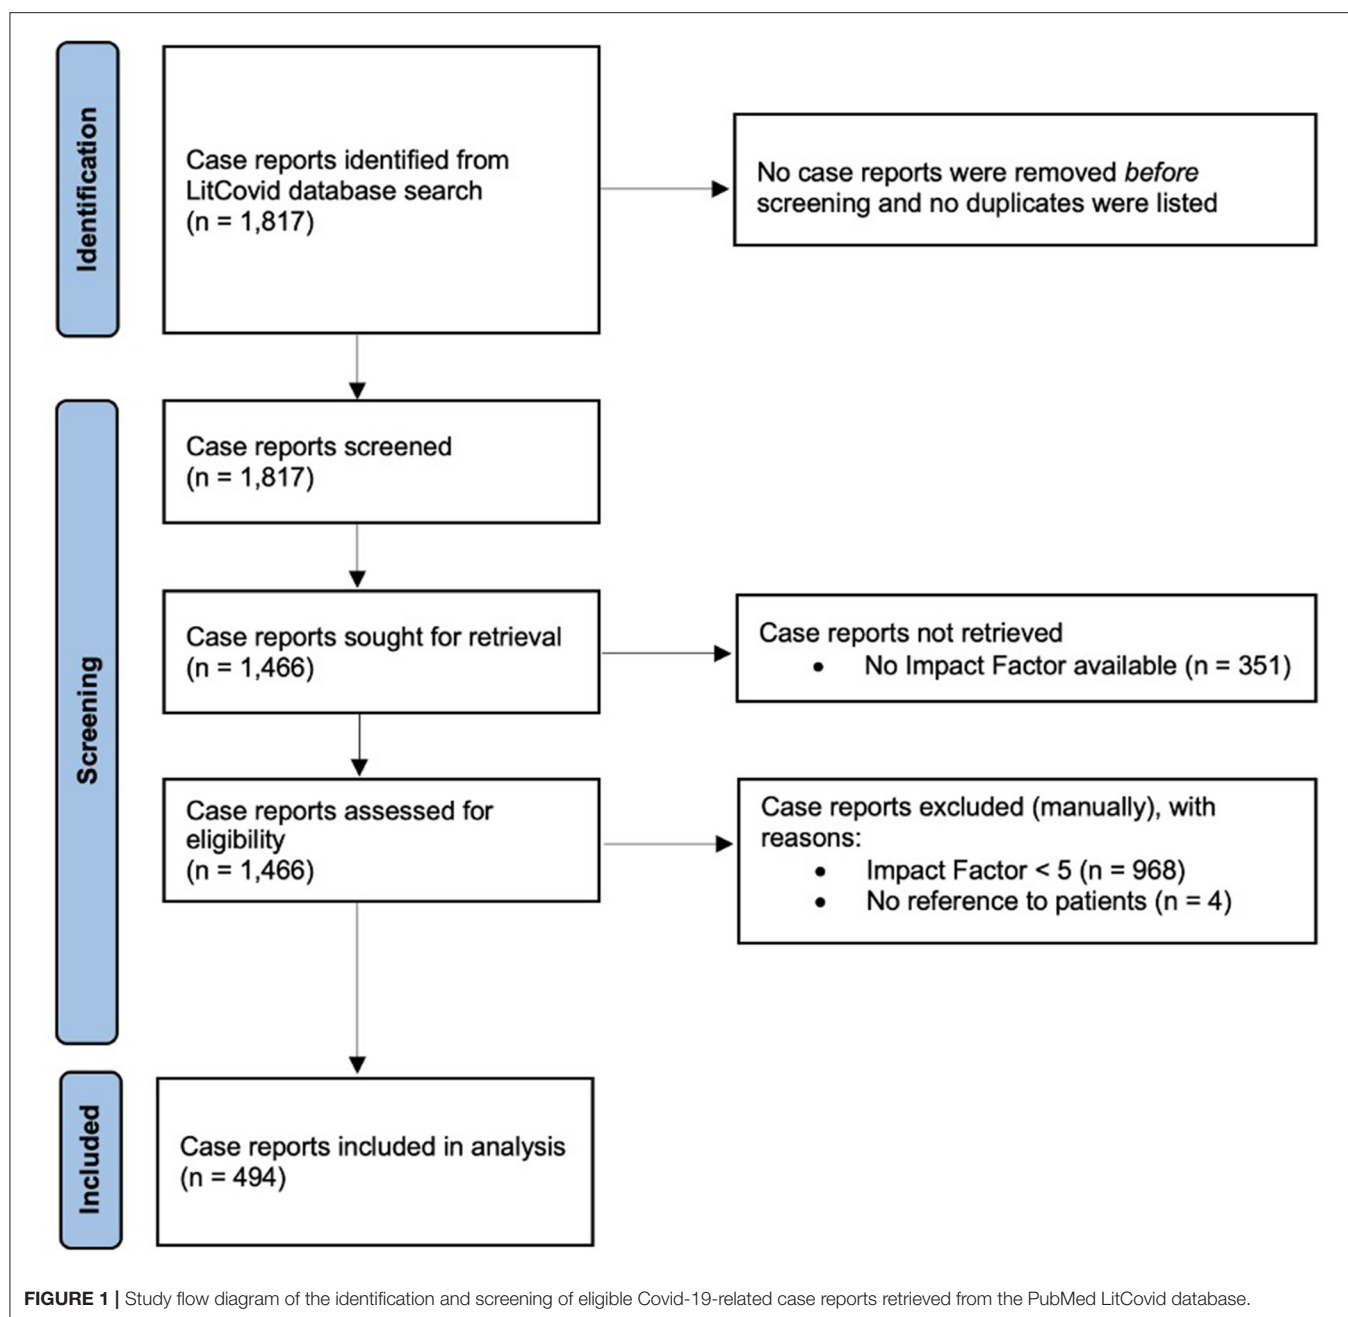 Identification
Case reports identified from
LitCovid database search
(n = 1,817)
No case reports were removed before
screening and no duplicates were listed
Screening
Case reports screened
(n = 1,817)
Case reports sought for retrieval
(n = 1,466)
Case reports not retrieved
• No Impact Factor available (n = 351)
Case reports assessed for
eligibility
(n = 1,466)
Case reports excluded (manually), with
reasons:
• Impact Factor < 5 (n = 968)
• No reference to patients (n = 4)
Included
Case reports included in analysis
(n = 494)
FIGURE 1 | Study flow diagram of the identification and screening of eligible Covid-19-related case reports retrieved from the PubMed LitCovid database.